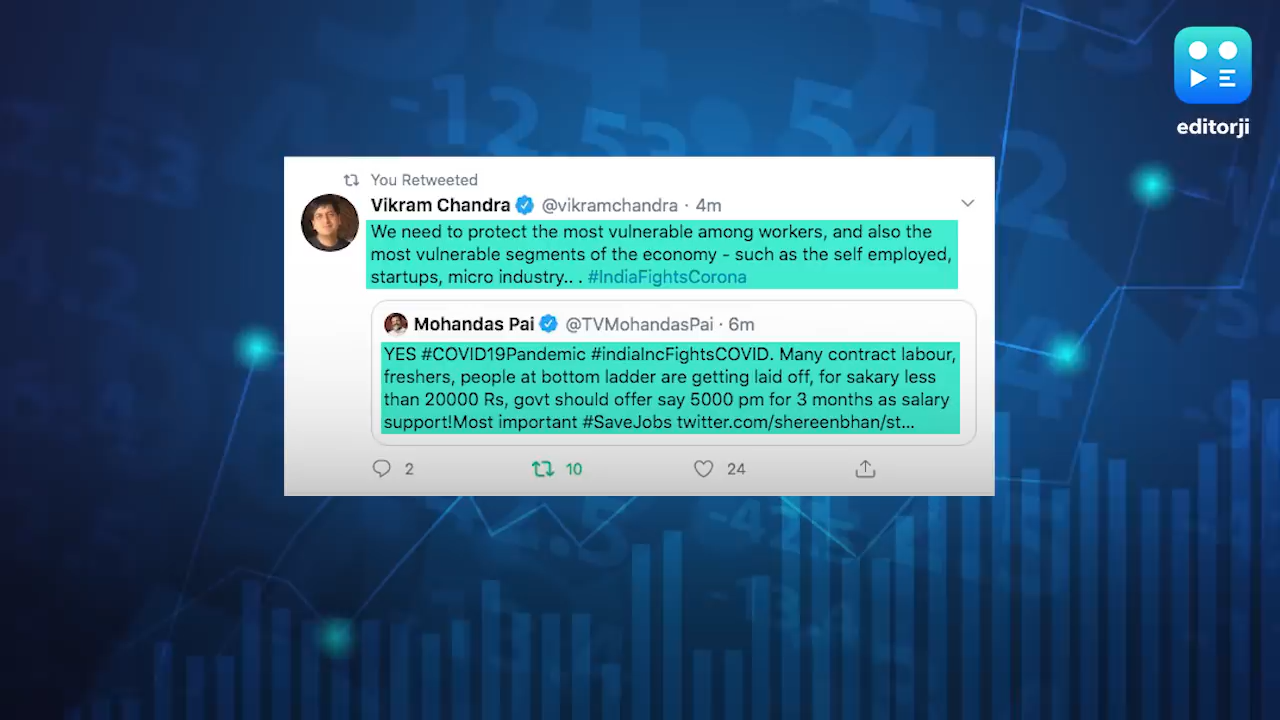 editorji
You Retweeted
Vikram Chandra @vikramchandra · 4m
We need to protect the most vulnerable among workers, and also the
most vulnerable segments of the economy - such as the self employed,
startups, micro industry.. . #IndiaFightsCorona
Mohandas Pai @TVMohandasPai · 6m
YES #COVID19Pandemic #indiaIncFightsCOVID. Many contract labour,
freshers, people at bottom ladder are getting laid off, for sakary less
than 20000 Rs, govt should offer say 5000 pm for 3 months as salary
support!Most important #SaveJobs twitter.com/shereenbhan/st...
2 10 24